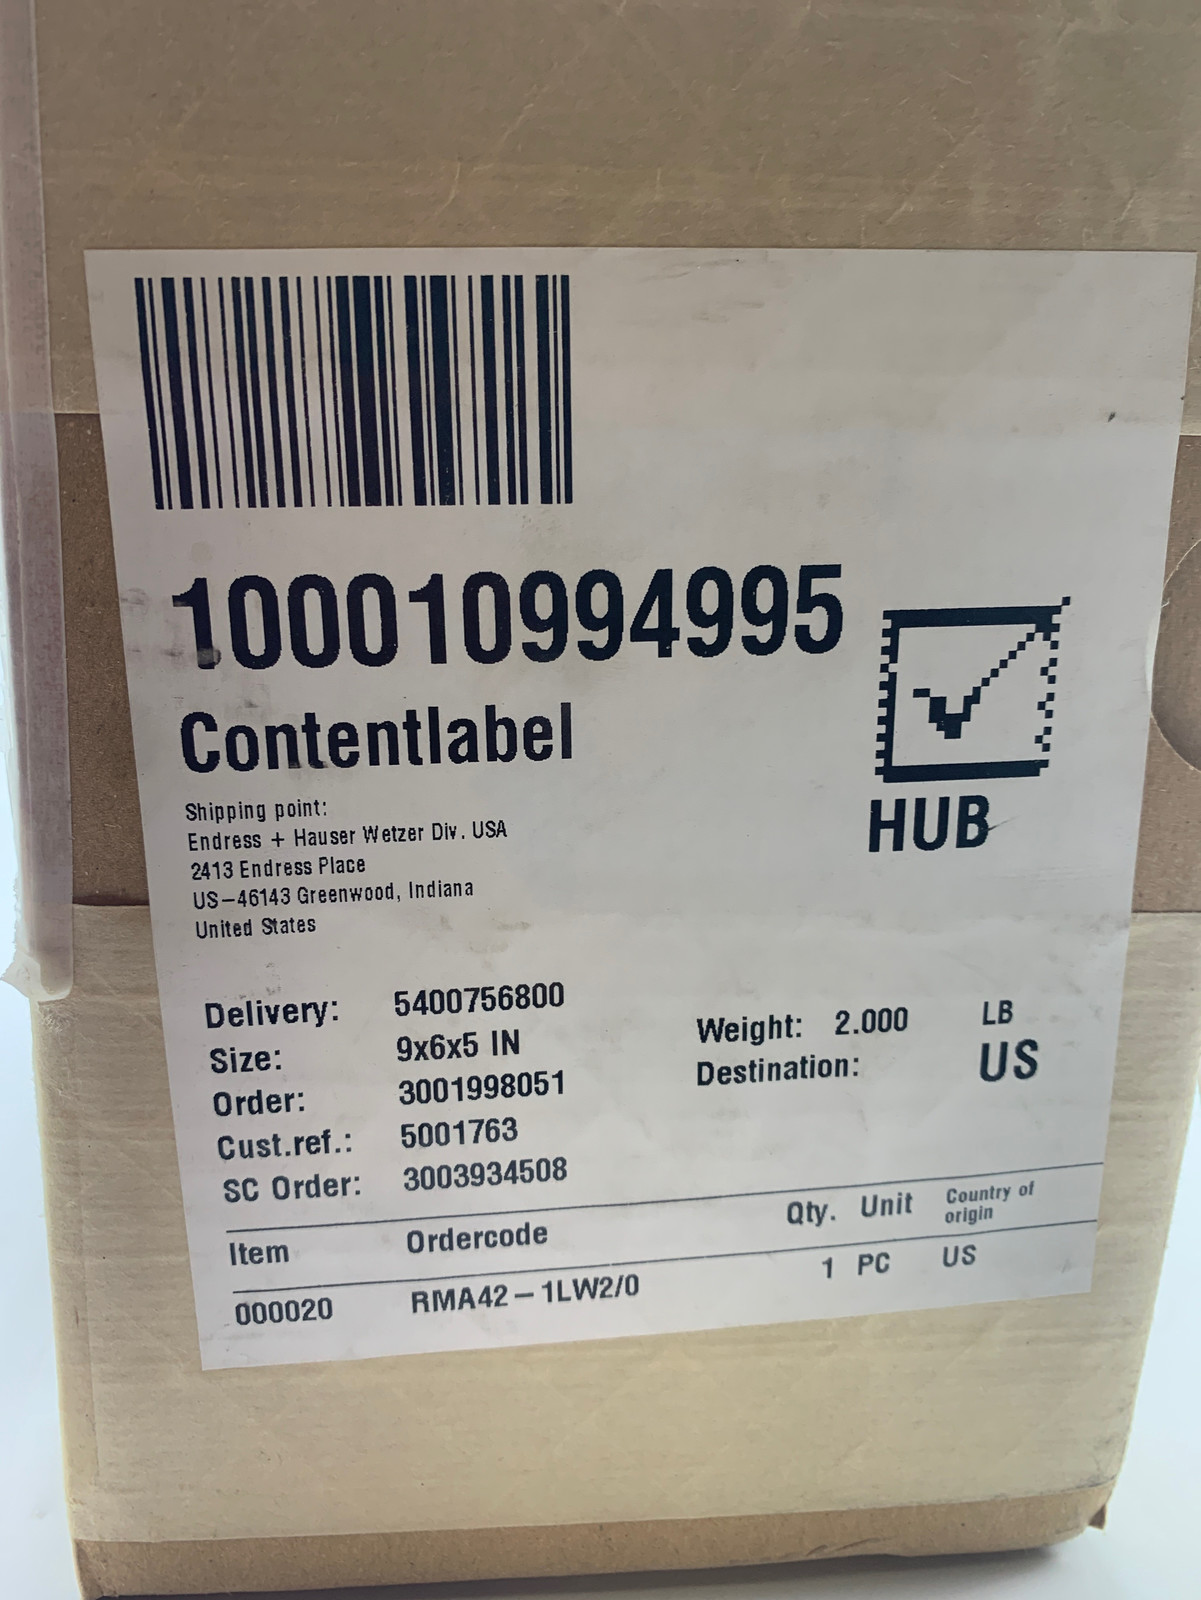 100010994995
Contentlabel
HUB
Shipping point:
Endress + Hauser Wetzer Div. USA
2413 Endress Place
US-46143 Greenwood, Indiana
United States
Delivery: 5400756800
Size: 9x6x5 IN
Weight: 2.000 LB
Order: 3001998051
Destination: US
Cust.ref.: 5001763
SC Order: 3003934508
Item Ordercode Qty. Unit Country of origin
000020 RMA42-1LW2/0 1 PC US